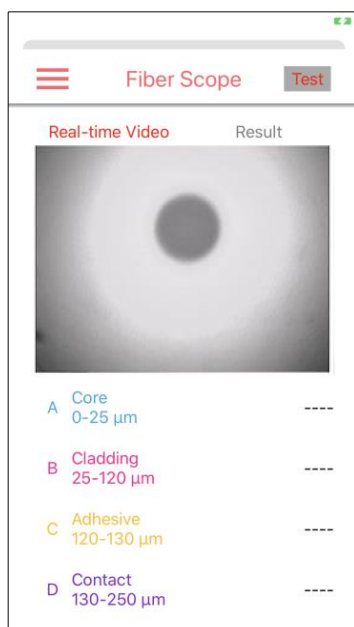 Fiber Scope
Test
Real-time Video
Result
A
Core
0-25 μm
----
B
Cladding
25-120 μm
----
C
Adhesive
120-130 μm
----
D
Contact
130-250 μm
----